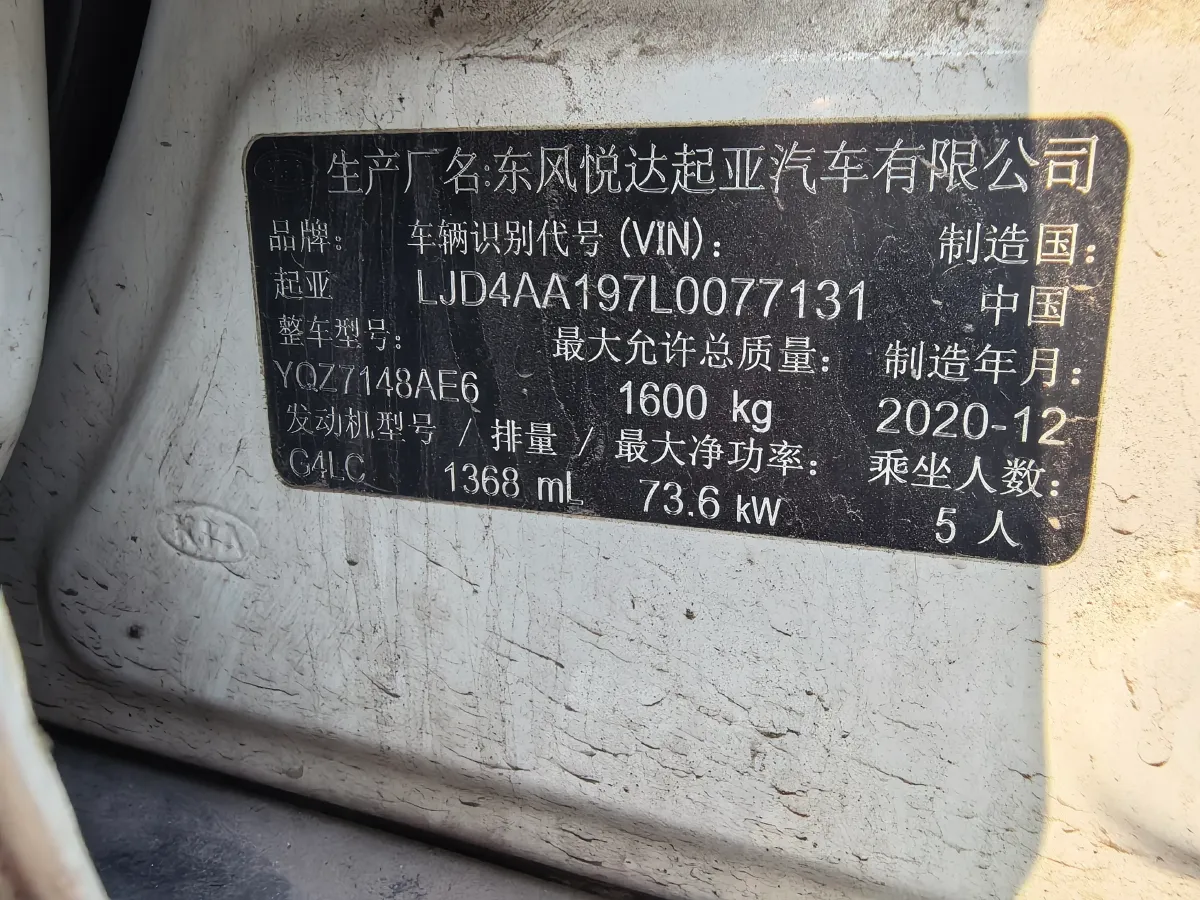 生产厂名:东风悦达起亚汽车有限公司
品牌: 车辆识别代号(VIN): 制造国:
起亚 LJD4AA197L0077131 中国
整车型号: 最大允许总质量: 制造年月:
YQZ7148AE6 1600 kg 2020-12
发动机型号 / 排量 / 最大净功率: 乘坐人数:
G4LC 1368 mL 73.6 kW 5 人
KIA